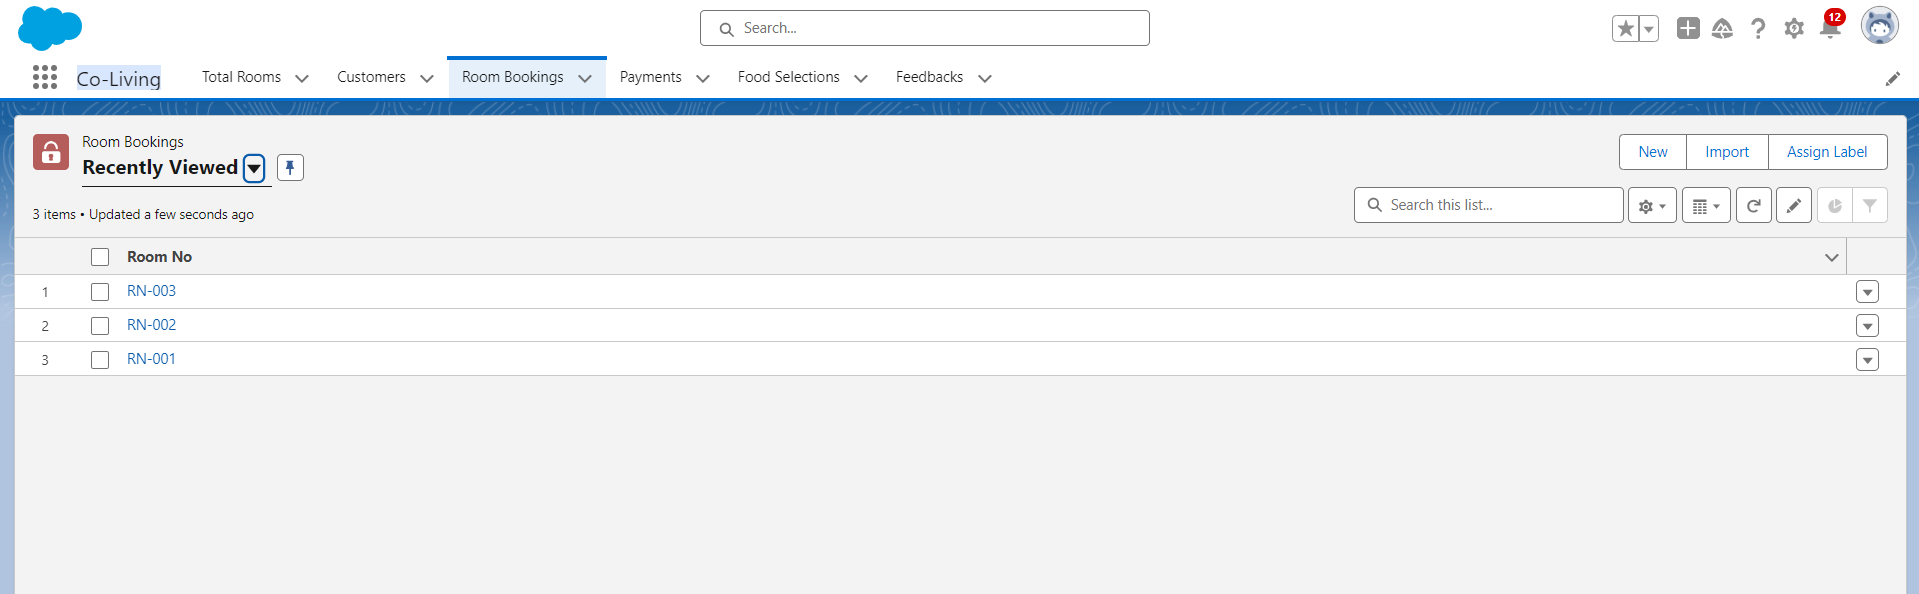 Search...
12
Co-Living
Total Rooms
Customers
Room Bookings
Payments
Food Selections
Feedbacks
Room Bookings
Recently Viewed
New
Import
Assign Label
3 items • Updated a few seconds ago
Search this list...
Room No
1 RN-003
2 RN-002
3 RN-001